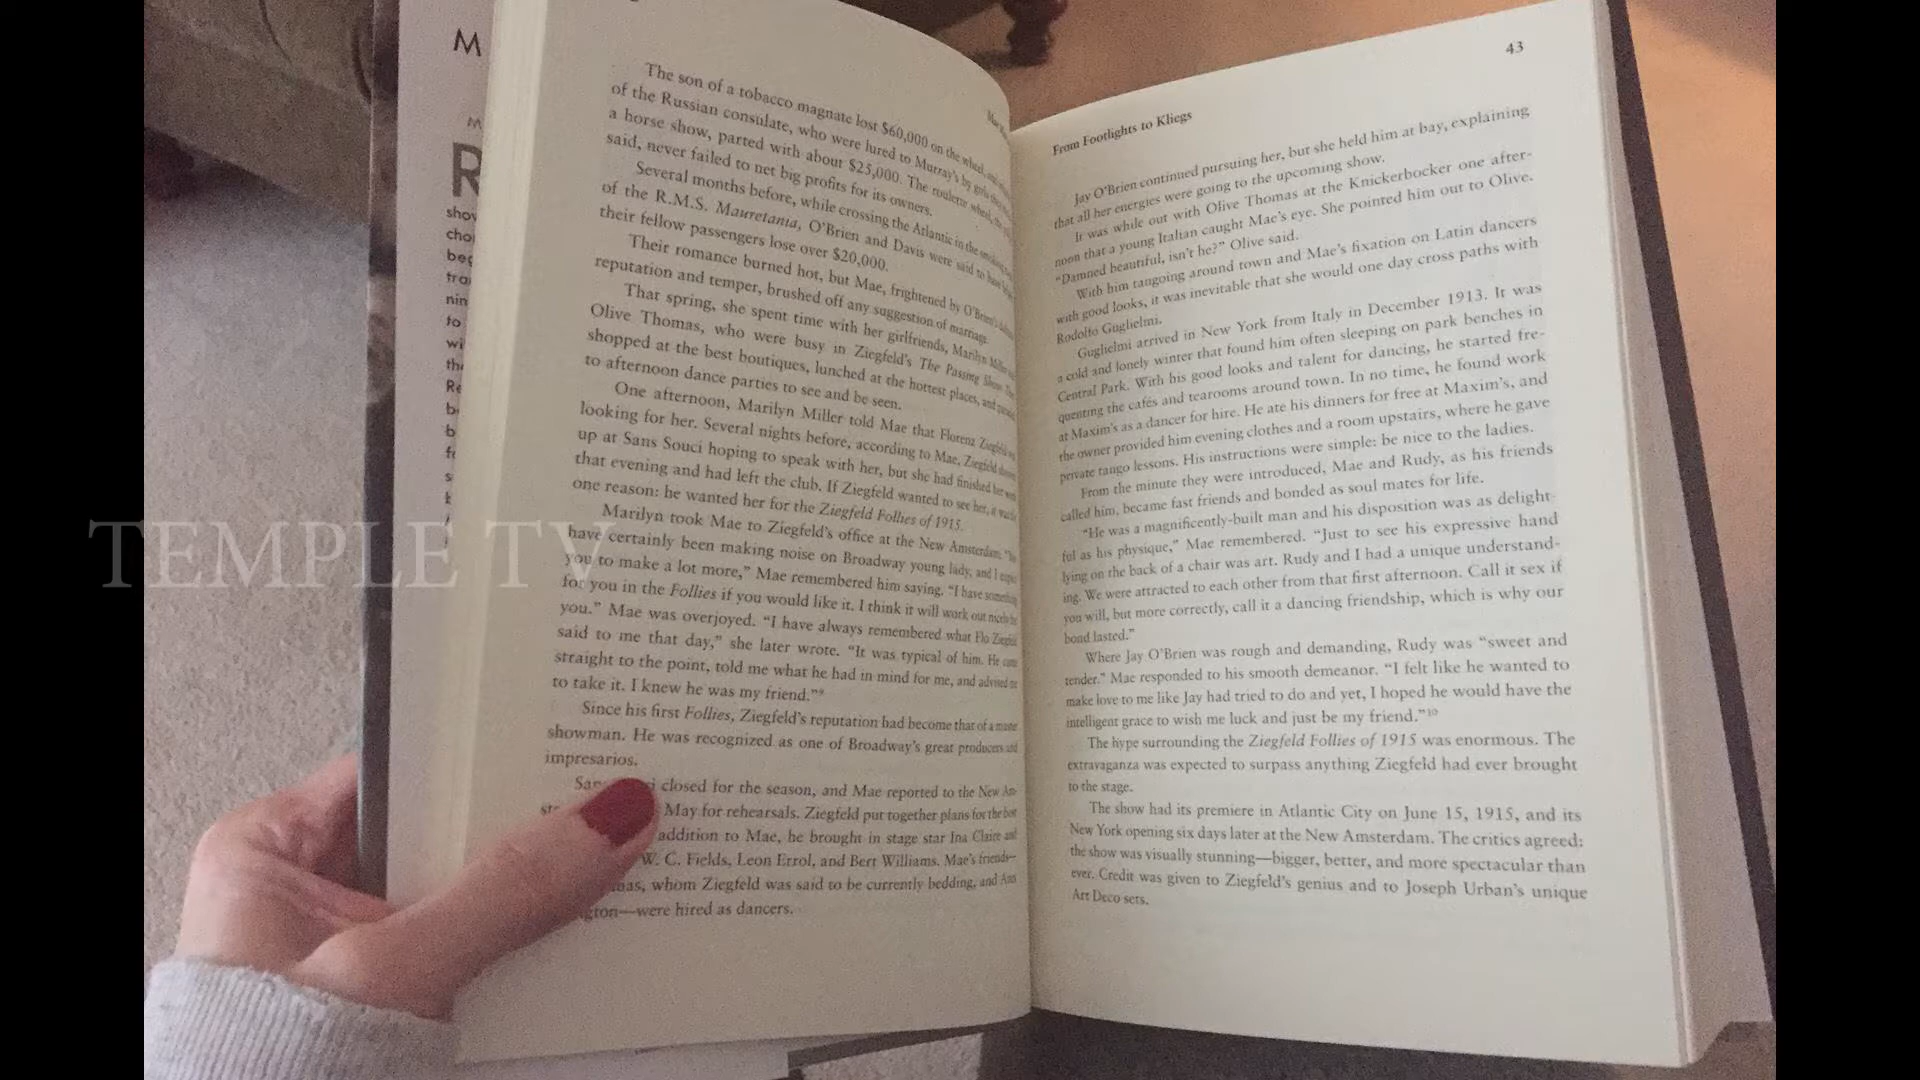 The son of a tobacco magnate lost $60,000 on the wheel, and
of the Russian consulate, who were lured to Murray's by girls
a horse show, parted with about $25,000. The roulette wheel,
said, never failed to net big profits for its owners.
Several months before, while crossing the Atlantic in the smoking
of the R.M.S. Mauretania, O'Brien and Davis were said to have
their fellow passengers lose over $20,000.
Their romance burned hot, but Mae, frightened by O'Brien's
reputation and temper, brushed off any suggestion of marriage.
That spring, she spent time with her girlfriends, Marilyn Miller
Olive Thomas, who were busy in Ziegfeld's The Passing Show.
shopped at the best boutiques, lunched at the hottest places, and
to afternoon dance parties to see and be seen.
One afternoon, Marilyn Miller told Mae that Florenz Ziegfeld
looking for her. Several nights before, according to Mae, Ziegfeld
up at Sans Souci hoping to speak with her, but she had finished her
that evening and had left the club. If Ziegfeld wanted to see her, it
one reason: he wanted her for the Ziegfeld Follies of 1915.
Marilyn took Mae to Ziegfeld's office at the New Amsterdam.
have certainly been making noise on Broadway young lady, and I
you to make a lot more," Mae remembered him saying. "I have something
for you in the Follies if you would like it. I think it will work out nicely
you." Mae was overjoyed. "I have always remembered what Flo Ziegfeld
said to me that day," she later wrote. "It was typical of him. He came
straight to the point, told me what he had in mind for me, and advised me
to take it. I knew he was my friend."9
Since his first Follies, Ziegfeld's reputation had become that of a master
showman. He was recognized as one of Broadway's great producers and
impresarios.
closed for the season, and Mae reported to the New Am-
May for rehearsals. Ziegfeld put together plans for the best
addition to Mae, he brought in stage star Ina Claire and
W. C. Fields, Leon Errol, and Bert Williams. Mae's friends—
whom Ziegfeld was said to be currently bedding, and Ann
were hired as dancers.
43
From Footlights to Kliegs
Jay O'Brien continued pursuing her, but she held him at bay, explaining
that all her energies were going to the upcoming show.
It was while out with Olive Thomas at the Knickerbocker one after-
noon that a young Italian caught Mae's eye. She pointed him out to Olive.
"Damned beautiful, isn't he?" Olive said.
With him tangoing around town and Mae's fixation on Latin dancers
with good looks, it was inevitable that she would one day cross paths with
Rodolfo Guglielmi.
Guglielmi arrived in New York from Italy in December 1913. It was
a cold and lonely winter that found him often sleeping on park benches in
Central Park. With his good looks and talent for dancing, he started fre-
quenting the cafés and tearooms around town. In no time, he found work
at Maxim's as a dancer for hire. He ate his dinners for free at Maxim's, and
the owner provided him evening clothes and a room upstairs, where he gave
private tango lessons. His instructions were simple: be nice to the ladies.
From the minute they were introduced, Mae and Rudy, as his friends
called him, became fast friends and bonded as soul mates for life.
"He was a magnificently-built man and his disposition was as delight-
ful as his physique," Mae remembered. "Just to see his expressive hand
lying on the back of a chair was art. Rudy and I had a unique understand-
ing. We were attracted to each other from that first afternoon. Call it sex if
you will, but more correctly, call it a dancing friendship, which is why our
bond lasted."
Where Jay O'Brien was rough and demanding, Rudy was "sweet and
tender." Mae responded to his smooth demeanor. "I felt like he wanted to
make love to me like Jay had tried to do and yet, I hoped he would have the
intelligent grace to wish me luck and just be my friend."10
The hype surrounding the Ziegfeld Follies of 1915 was enormous. The
extravaganza was expected to surpass anything Ziegfeld had ever brought
to the stage.
The show had its premiere in Atlantic City on June 15, 1915, and its
New York opening six days later at the New Amsterdam. The critics agreed:
the show was visually stunning—bigger, better, and more spectacular than
ever. Credit was given to Ziegfeld's genius and to Joseph Urban's unique
Art Deco sets.
TEMPLE TV